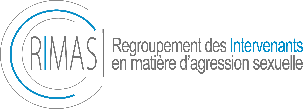 RIMAS
Regroupement des Intervenants
en matière d'agression sexuelle